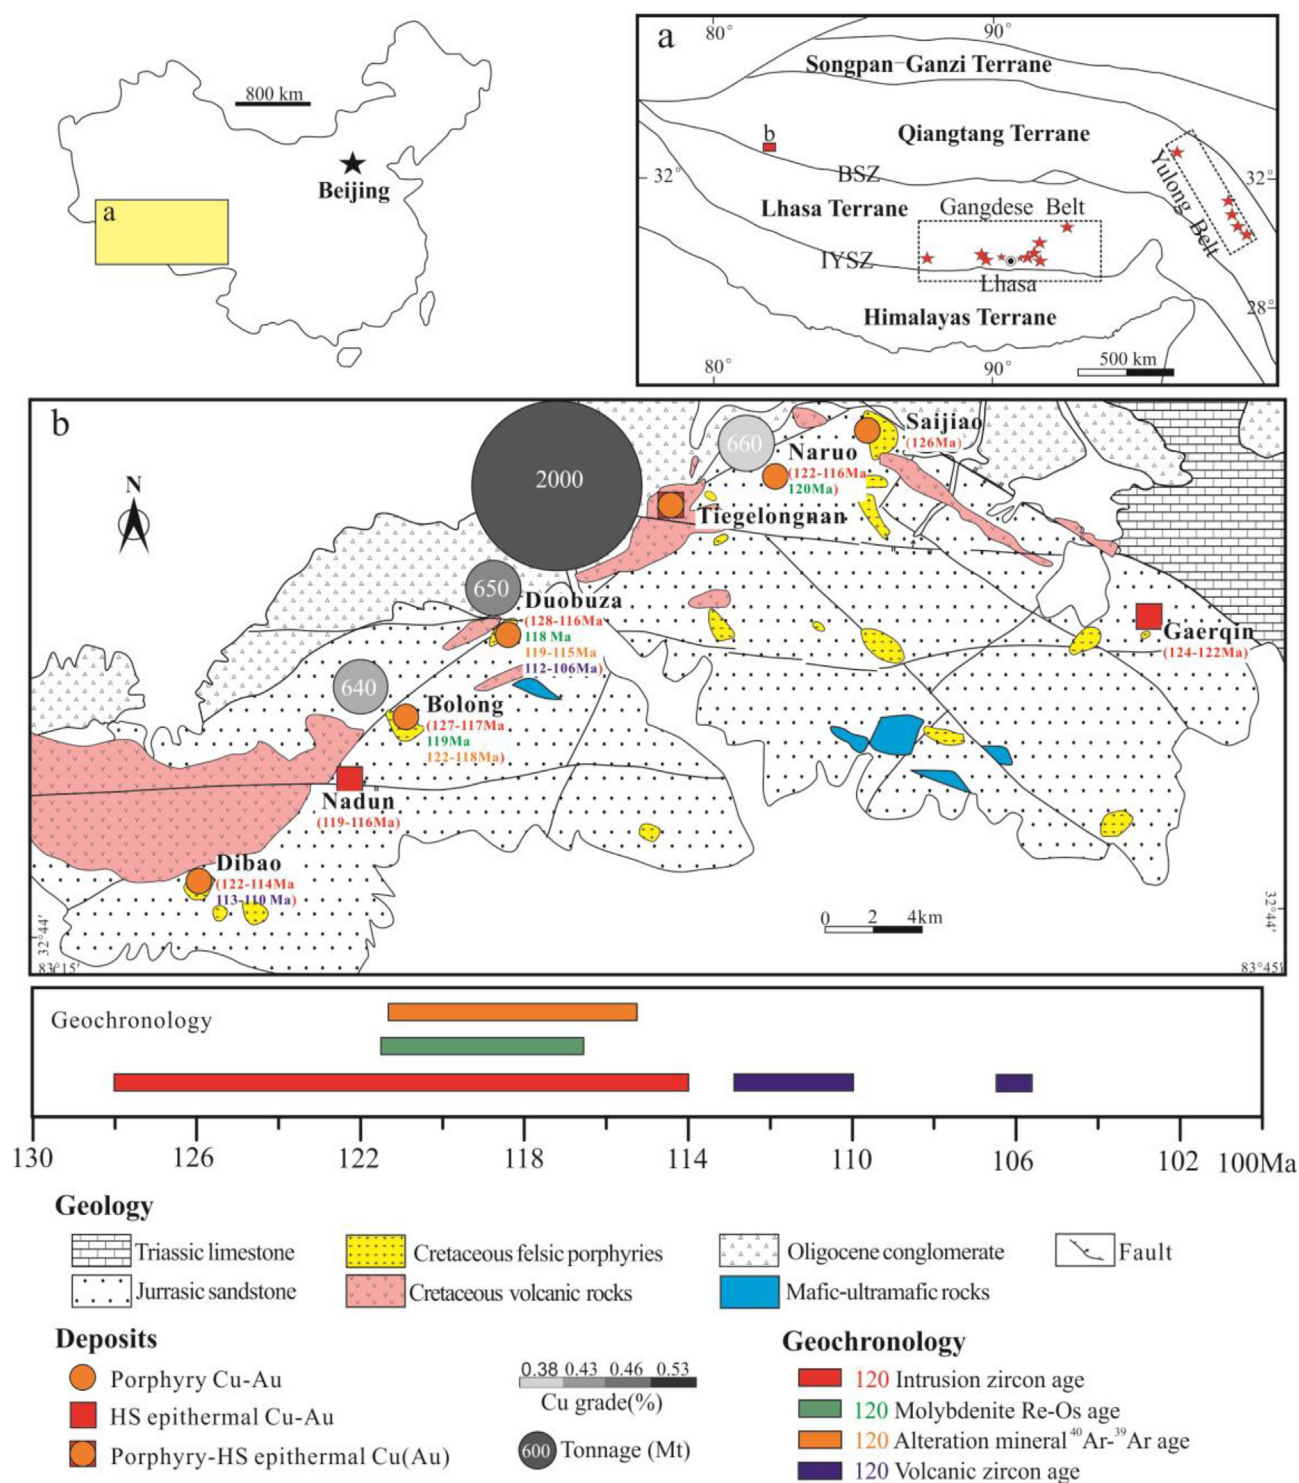 800 km
Beijing
a
a
80°
90°
Songpan-Ganzi Terrane
Qiangtang Terrane
b
32°
BSZ
32°
Yulong Belt
Lhasa Terrane
Gangdese Belt
IYSZ
Lhasa
28°
Himalayas Terrane
80°
90°
500 km
b
N
2000
660
Saijiao
(126Ma)
Naruo
(122-116Ma
120Ma)
Tiegelongnan
650
Duobuza
(128-116Ma
118 Ma
119-115Ma
112-106Ma)
Gaerqin
(124-122Ma)
640
Bolong
(127-117Ma
119Ma
122-118Ma)
Nadun
(119-116Ma)
Dibao
(122-114Ma
113-110 Ma)
0 2 4km
32°44′
83°15′
32°44′
83°45′
Geochronology
130 126 122 118 114 110 106 102 100Ma
Geology
Triassic limestone
Cretaceous felsic porphyries
Oligocene conglomerate
Fault
Jurrasic sandstone
Cretaceous volcanic rocks
Mafic-ultramafic rocks
Deposits
Porphyry Cu-Au
HS epithermal Cu-Au
Porphyry-HS epithermal Cu(Au)
0.38 0.43 0.46 0.53
Cu grade(%)
600 Tonnage (Mt)
Geochronology
120 Intrusion zircon age
120 Molybdenite Re-Os age
120 Alteration mineral ⁴⁰Ar-³⁹Ar age
120 Volcanic zircon age